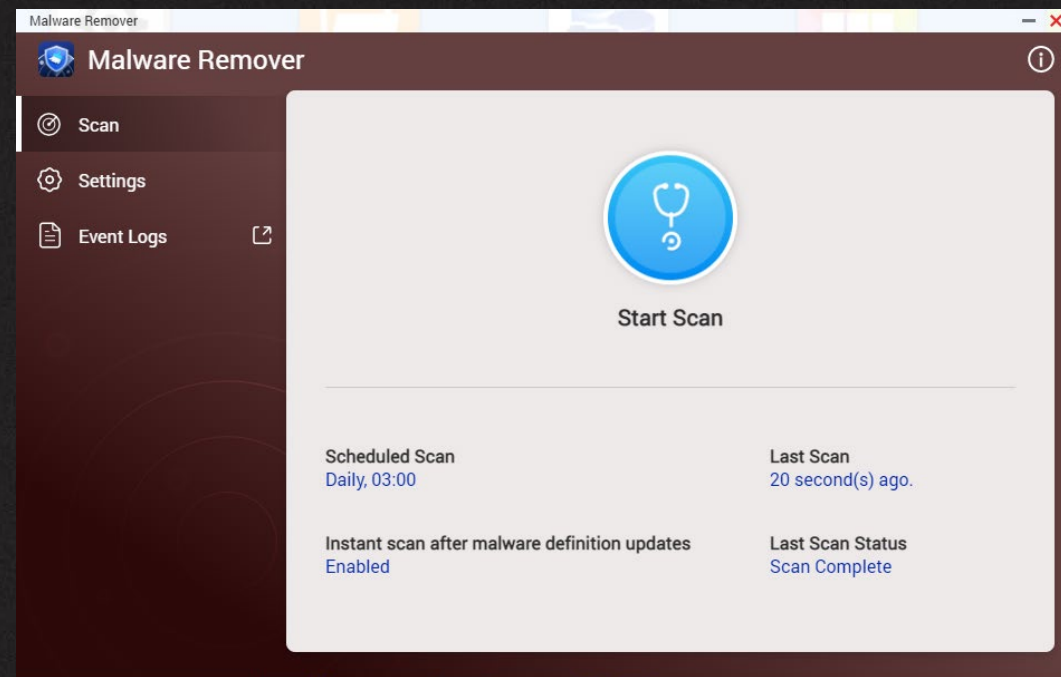 Malware Remover
Malware Remover
Scan
Settings
Event Logs
Start Scan
Scheduled Scan
Daily, 03:00
Last Scan
20 second(s) ago.
Instant scan after malware definition updates
Enabled
Last Scan Status
Scan Complete